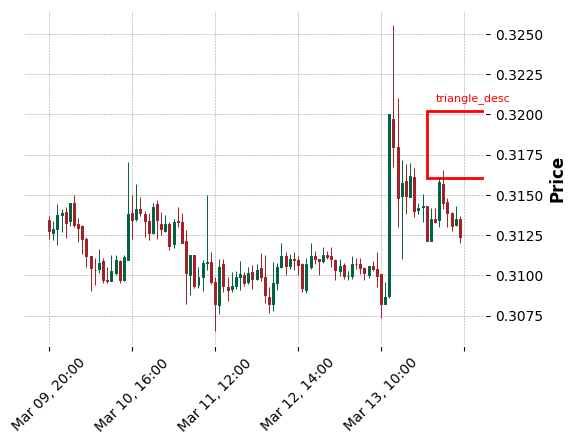 triangle_desc
0.3250
0.3225
0.3200
0.3175
0.3150
0.3125
0.3100
0.3075
Price
Mar 09, 20:00
Mar 10, 16:00
Mar 11, 12:00
Mar 12, 14:00
Mar 13, 10:00